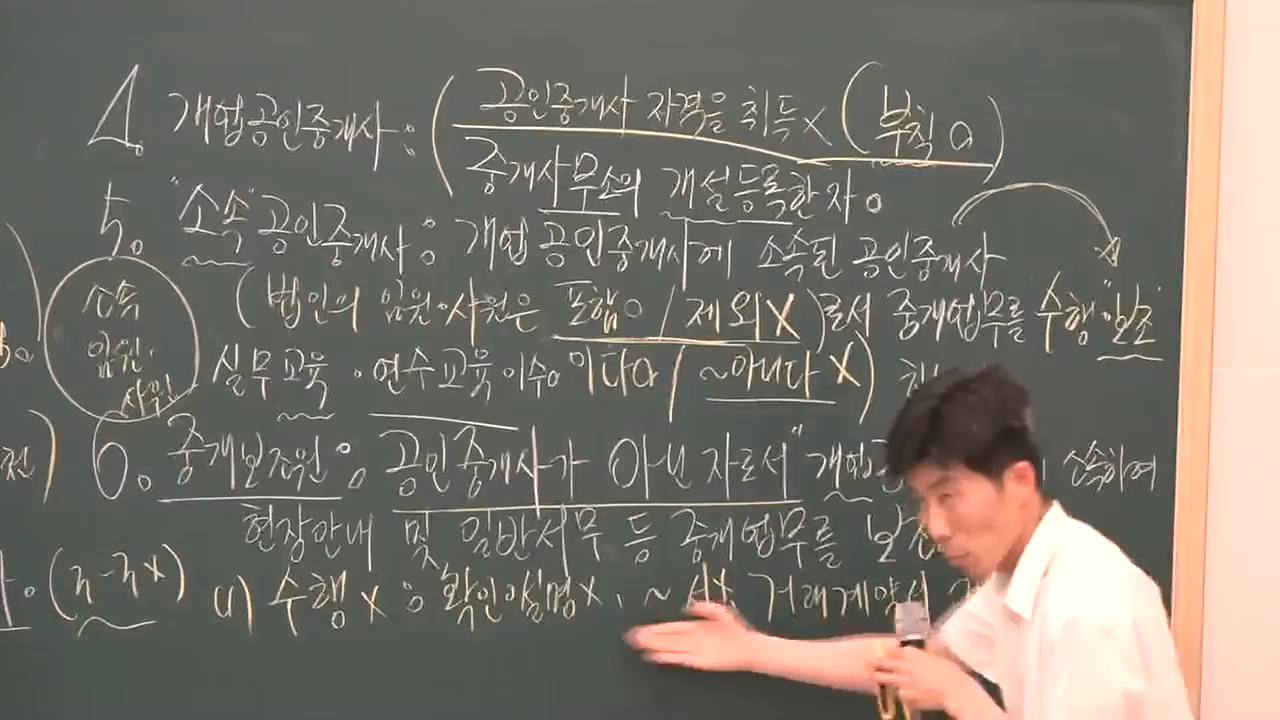 4. 개업공인중개사 : (공인중개사 자격을 취득 x (부칙 o)
중개사무소의 개설등록한 자.
5. "소속"공인중개사 : 개업공인중개사에 소속된 공인중개사
(법인의 임원·사원은 포함o / 제외X)로서 중개업무를 수행·보조
소속
임원·
사원
실무교육 · 연수교육 이수o 이다o / ~아니다 X)
6. 중개보조원 : 공인중개사가 아닌 자로서 "개업 소속하여
현장안내 및 일반서무 등 중개업무를 보조
전)
u) 수행 x : 확인·설명x, ~ 거래계약서